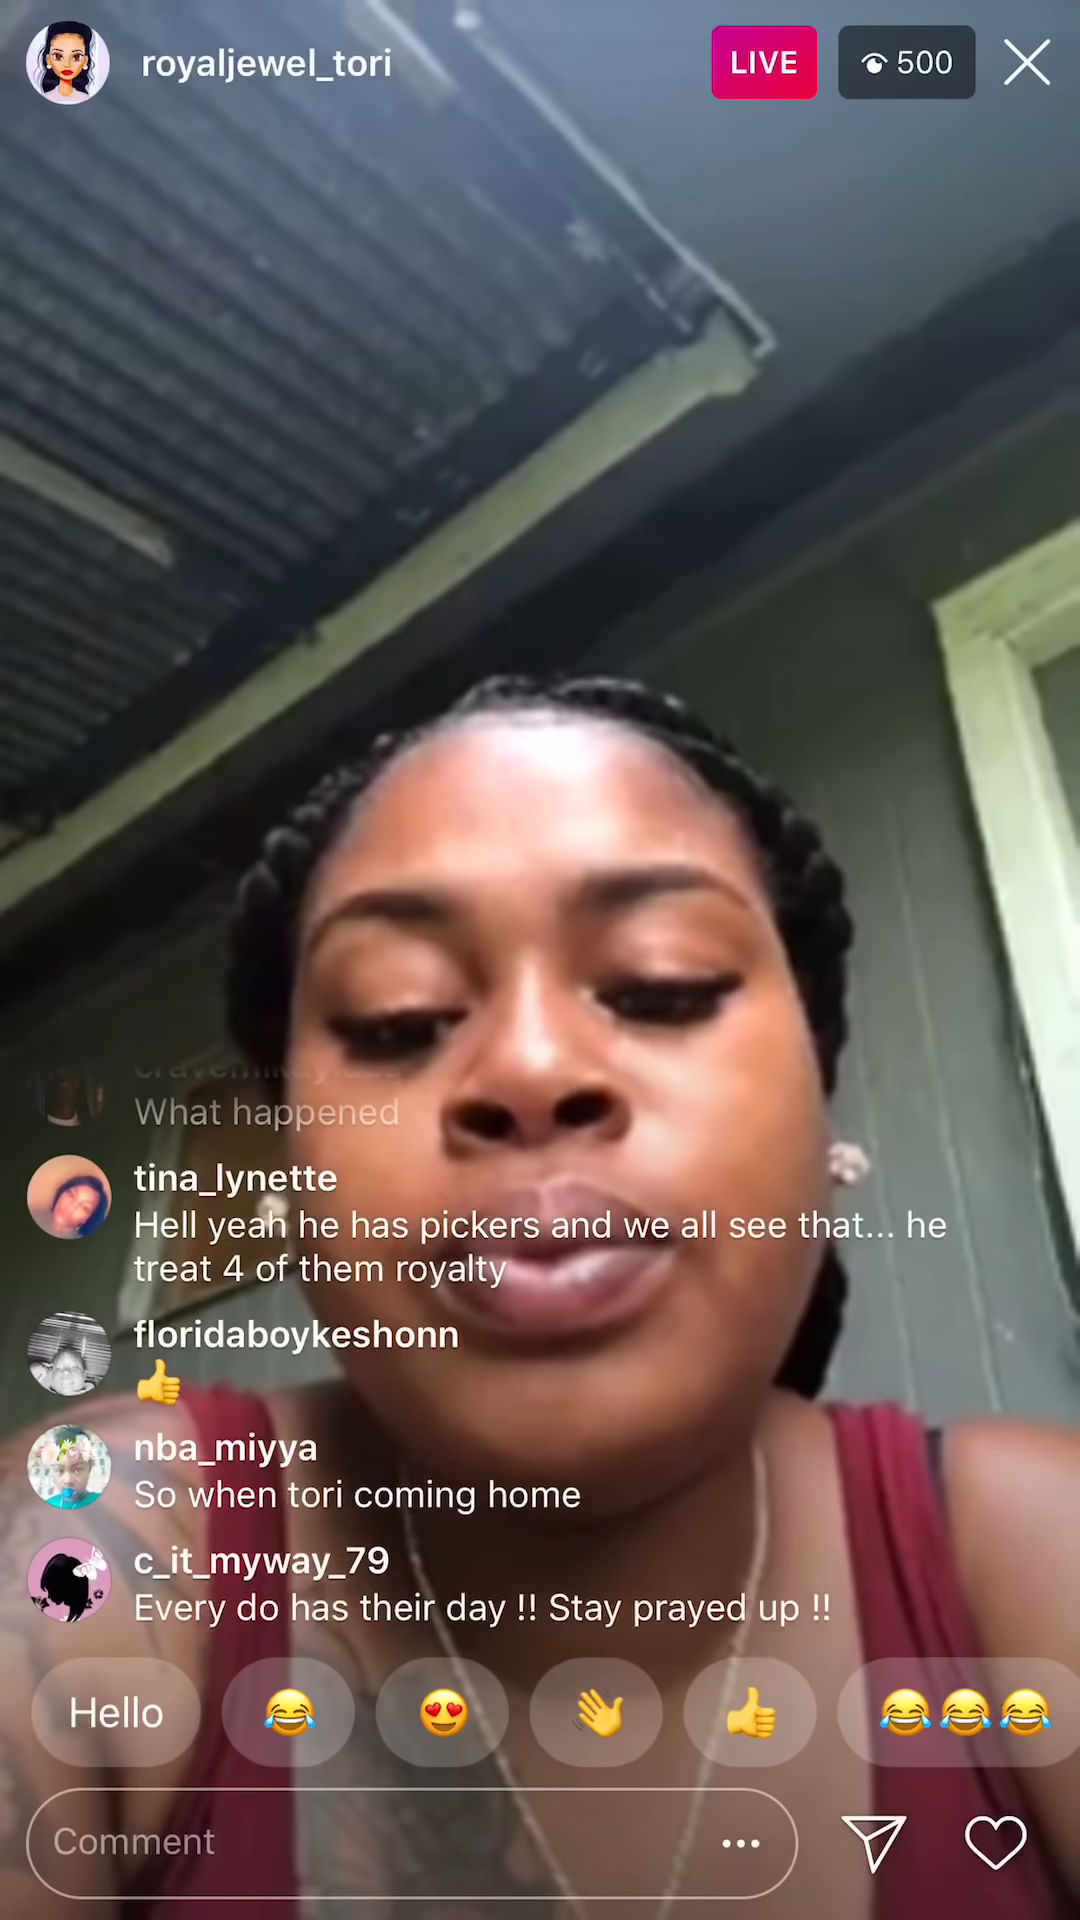 royaljewel_tori
LIVE
500
What happened
tina_lynette
Hell yeah he has pickers and we all see that... he
treat 4 of them royalty
floridaboykeshonn
nba_miyya
So when tori coming home
c_it_myway_79
Every do has their day !! Stay prayed up !!
Hello
Comment